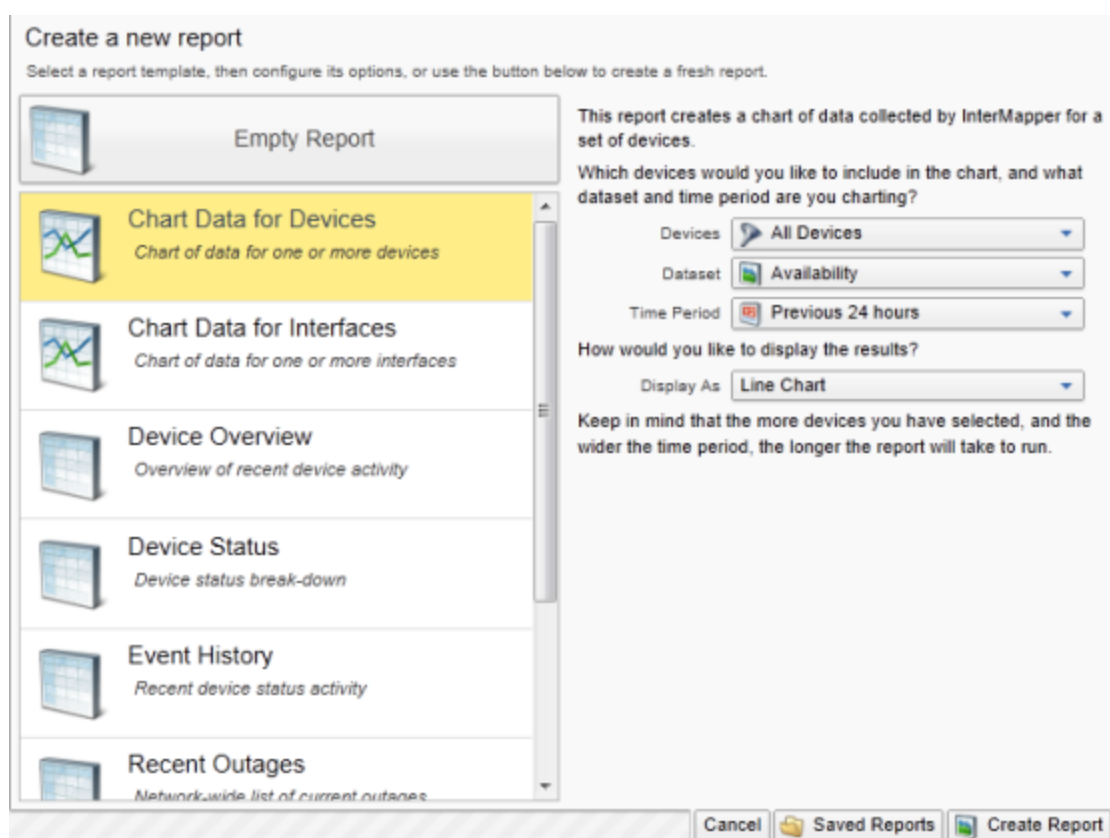 Create a new report
Select a report template, then configure its options, or use the button below to create a fresh report.
Empty Report
Chart Data for Devices
Chart of data for one or more devices
Chart Data for Interfaces
Chart of data for one or more interfaces
Device Overview
Overview of recent device activity
Device Status
Device status break-down
Event History
Recent device status activity
Recent Outages
Network-wide list of current outages
This report creates a chart of data collected by InterMapper for a
set of devices.
Which devices would you like to include in the chart, and what
dataset and time period are you charting?
Devices All Devices
Dataset Availability
Time Period Previous 24 hours
How would you like to display the results?
Display As Line Chart
Keep in mind that the more devices you have selected, and the
wider the time period, the longer the report will take to run.
Cancel Saved Reports Create Report